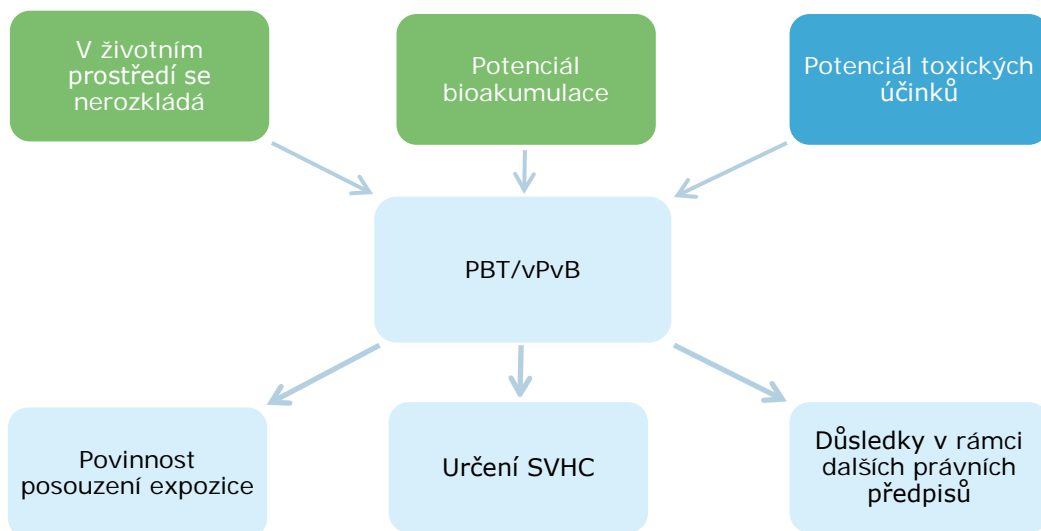 V životním
prostředí se
nerozkládá
Potenciál
bioakumulace
Potenciál toxických
účinků
PBT/vPvB
Povinnost
posouzení expozice
Určení SVHC
Důsledky v rámci
dalších právních
předpisů